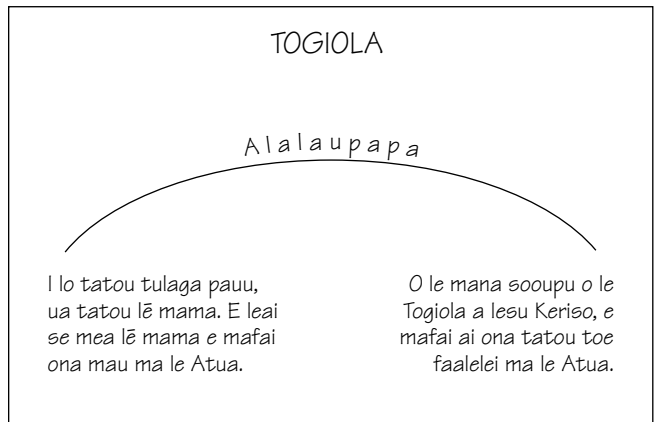 TOGIOLA
Alalaupapa
I lo tatou tulaga pauu,
ua tatou lē mama. E leai
se mea lē mama e mafai
ona mau ma le Atua.
O le mana sooupu o le
Togiola a Iesu Keriso, e
mafai ai ona tatou toe
faalelei ma le Atua.